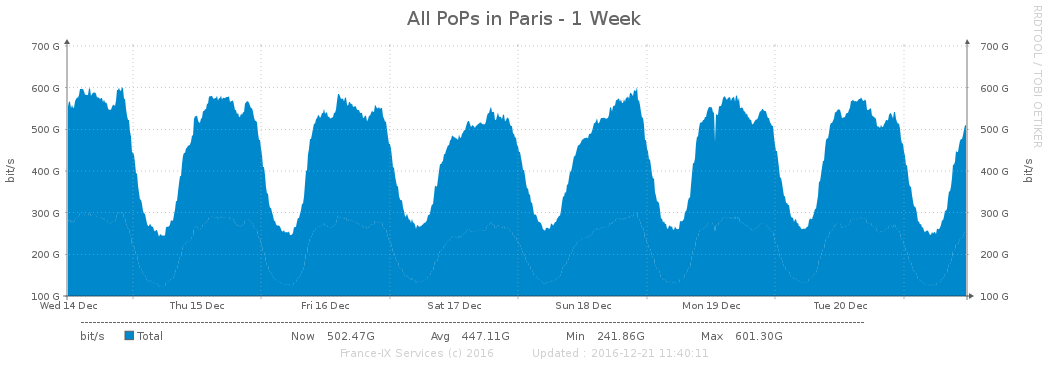 All PoPs in Paris - 1 Week
RRDTOOL / TOBI OETIKER
700 G 700 G
600 G 600 G
500 G 500 G
400 G 400 G
300 G 300 G
200 G 200 G
100 G 100 G
bit/s bit/s
Wed 14 Dec Thu 15 Dec Fri 16 Dec Sat 17 Dec Sun 18 Dec Mon 19 Dec Tue 20 Dec
bit/s Total Now 502.47G Avg 447.11G Min 241.86G Max 601.30G
France-IX Services (c) 2016 Updated : 2016-12-21 11:40:11